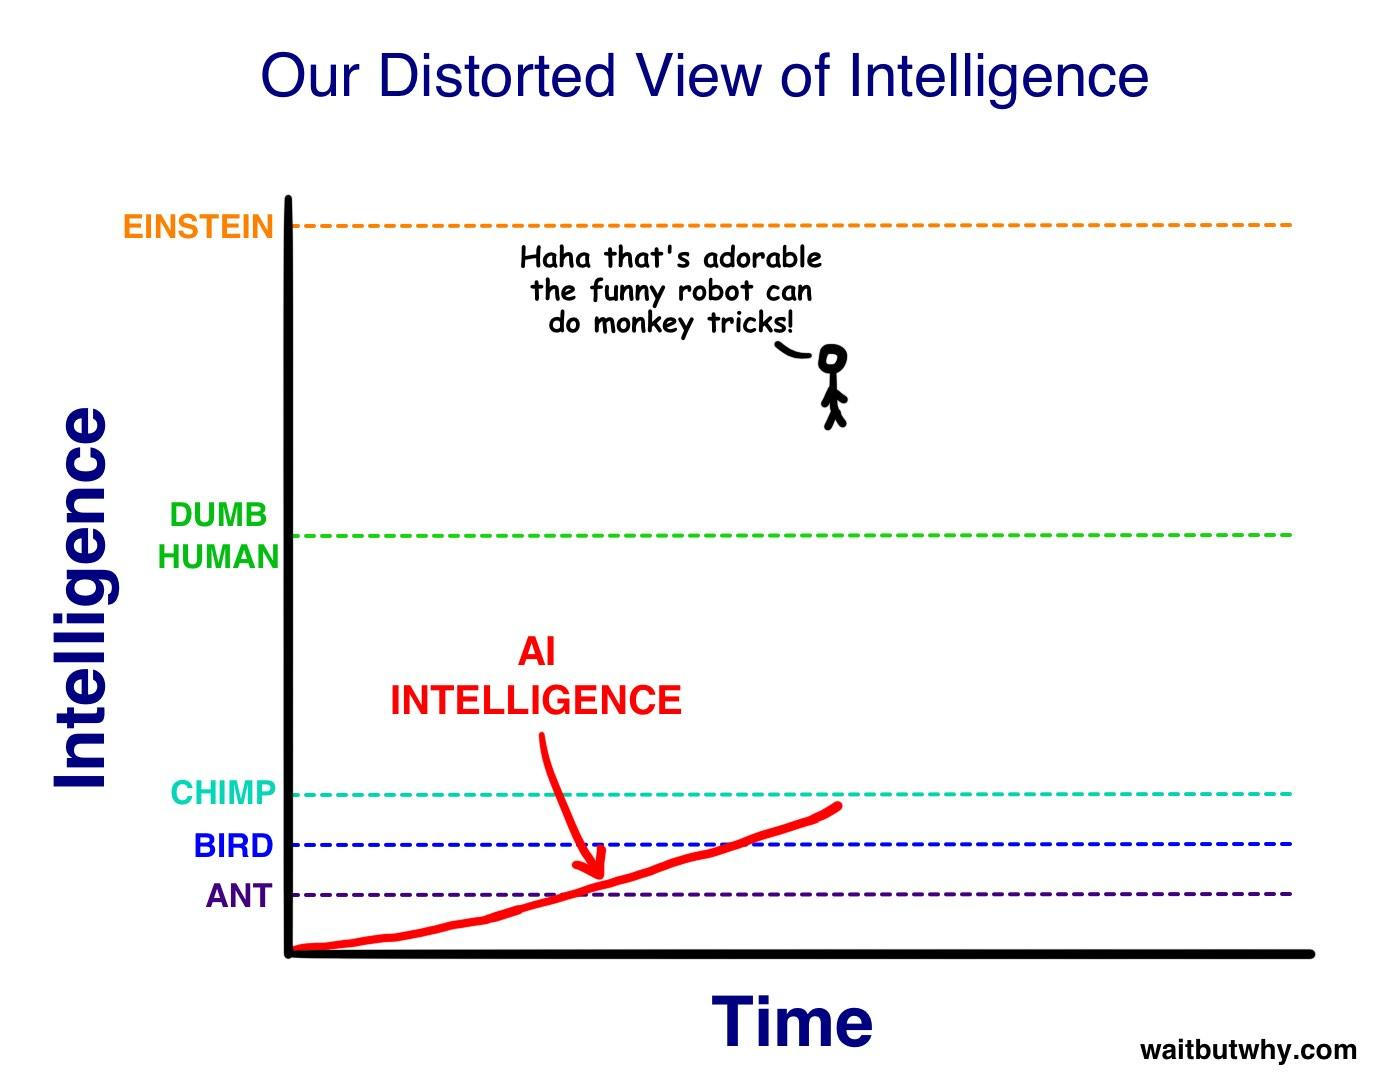 Our Distorted View of Intelligence
EINSTEIN
Haha that's adorable
the funny robot can
do monkey tricks!
DUMB
HUMAN
Intelligence
AI
INTELLIGENCE
CHIMP
BIRD
ANT
Time
waitbutwhy.com